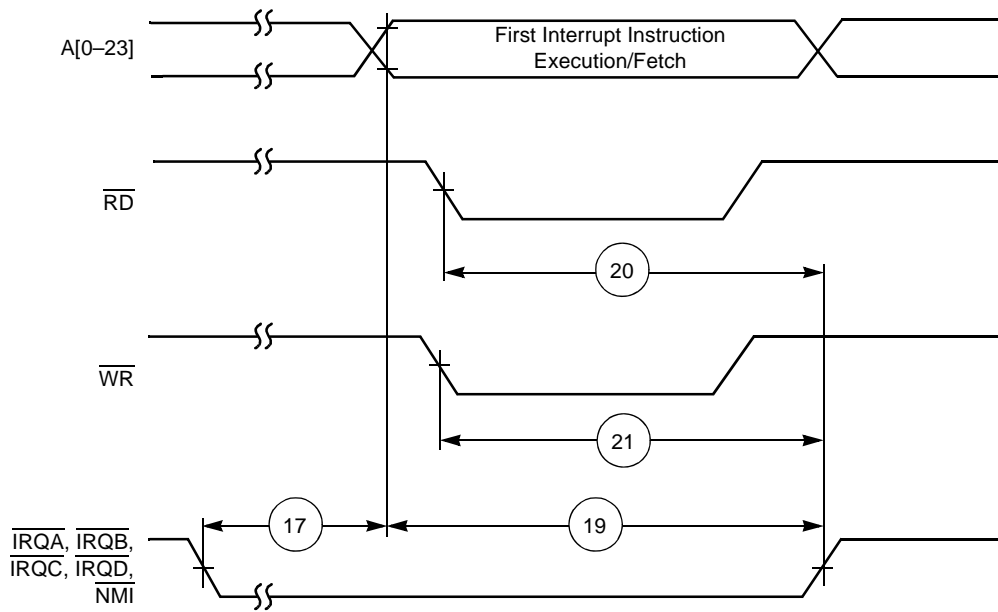 A[0–23]
First Interrupt Instruction
Execution/Fetch
RD
20
WR
21
17
19
IRQA, IRQB,
IRQC, IRQD,
NMI